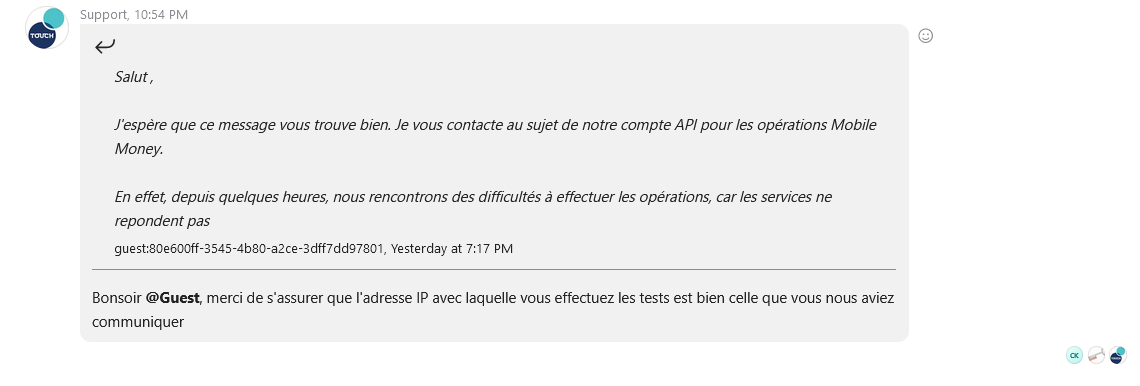 Support, 10:54 PM
TOUCH
Salut ,
J'espère que ce message vous trouve bien. Je vous contacte au sujet de notre compte API pour les opérations Mobile
Money.
En effet, depuis quelques heures, nous rencontrons des difficultés à effectuer les opérations, car les services ne
repondent pas
guest:80e600ff-3545-4b80-a2ce-3dff7dd97801, Yesterday at 7:17 PM
Bonsoir @Guest, merci de s'assurer que l'adresse IP avec laquelle vous effectuez les tests est bien celle que vous nous aviez
communiquer
CK